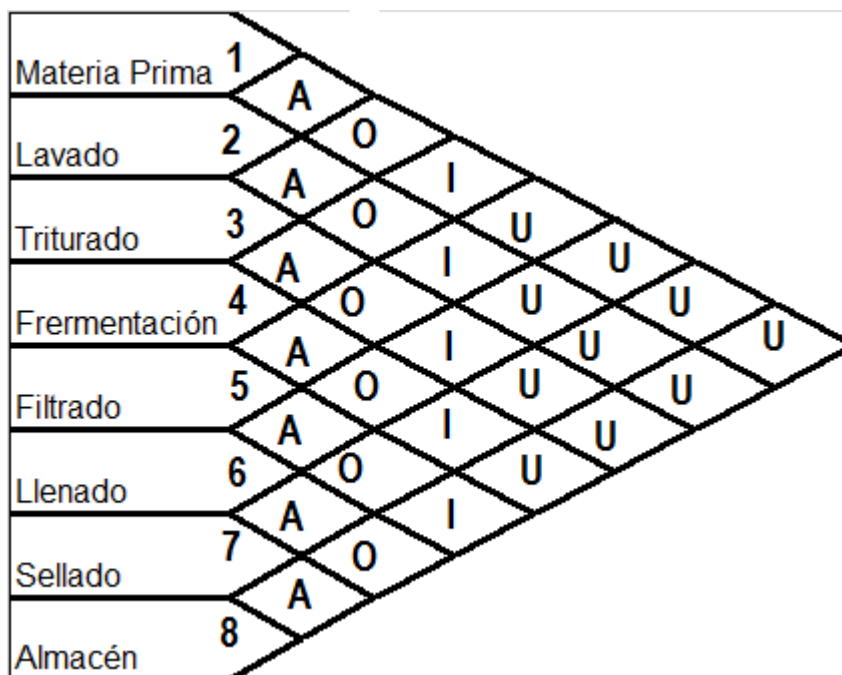 Materia Prima 1
A
Lavado 2 O
A I
Triturado 3 O U
A I U
Frermentación 4 O U U
A I U U
Filtrado 5 O U U
A I U
Llenado 6 O U
A I
Sellado 7 O
A
Almacén 8